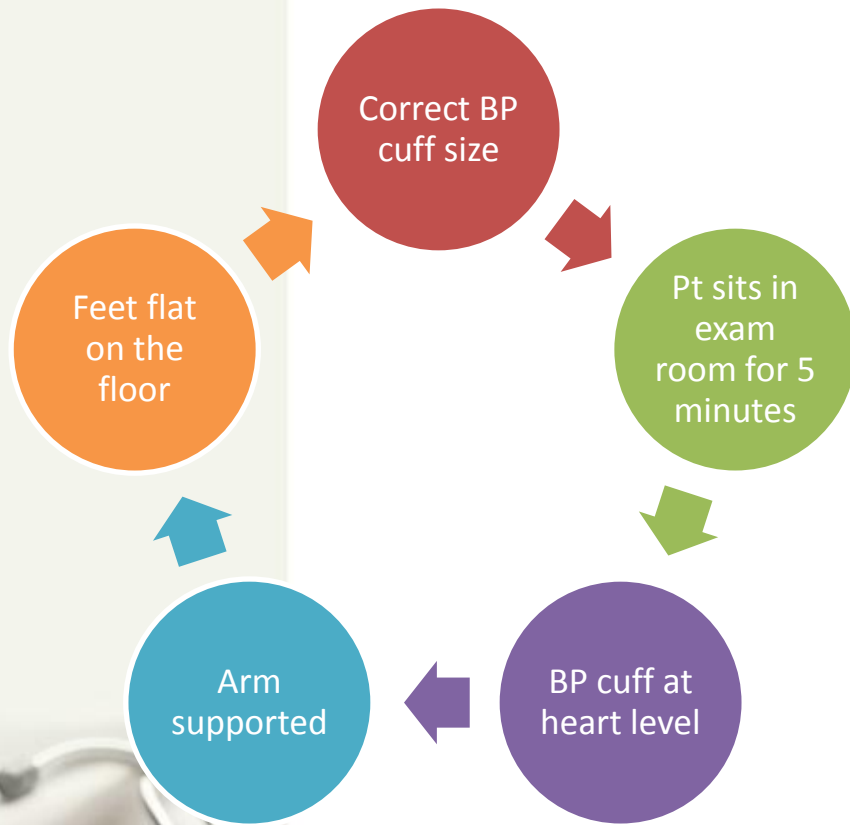 Correct BP
cuff size
Pt sits in
exam
room for 5
minutes
BP cuff at
heart level
Arm
supported
Feet flat
on the
floor